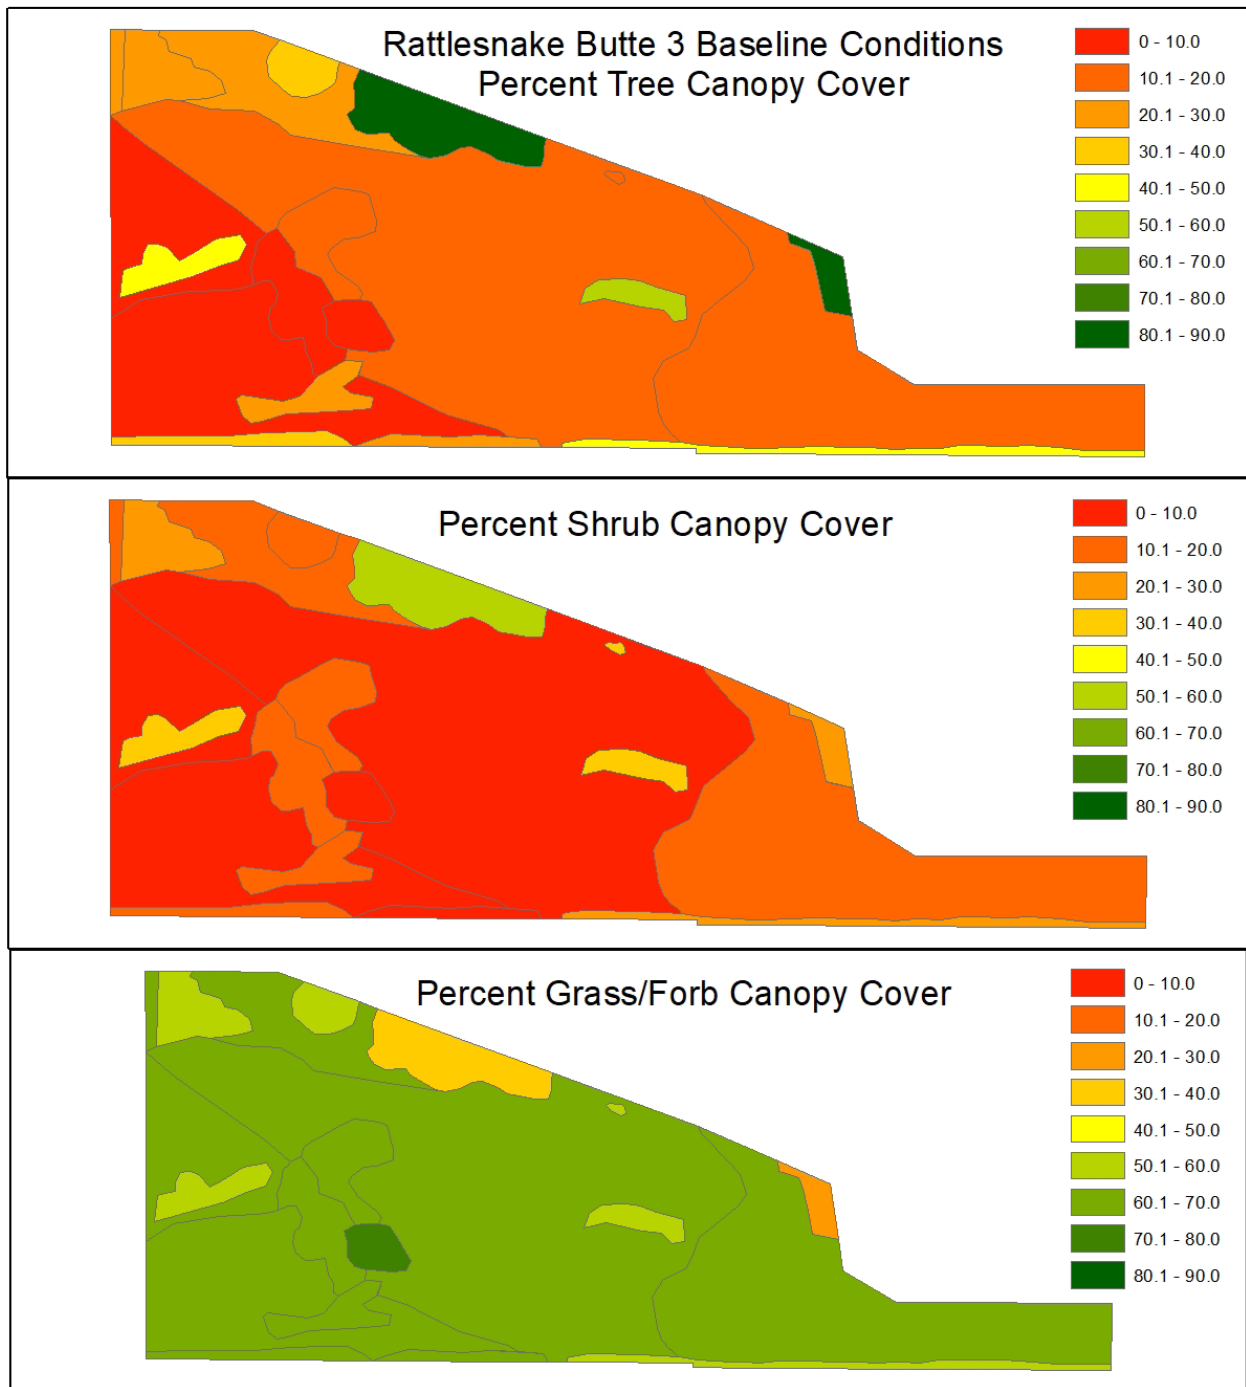 Rattlesnake Butte 3 Baseline Conditions
Percent Tree Canopy Cover
0 - 10.0
10.1 - 20.0
20.1 - 30.0
30.1 - 40.0
40.1 - 50.0
50.1 - 60.0
60.1 - 70.0
70.1 - 80.0
80.1 - 90.0
Percent Shrub Canopy Cover
0 - 10.0
10.1 - 20.0
20.1 - 30.0
30.1 - 40.0
40.1 - 50.0
50.1 - 60.0
60.1 - 70.0
70.1 - 80.0
80.1 - 90.0
Percent Grass/Forb Canopy Cover
0 - 10.0
10.1 - 20.0
20.1 - 30.0
30.1 - 40.0
40.1 - 50.0
50.1 - 60.0
60.1 - 70.0
70.1 - 80.0
80.1 - 90.0